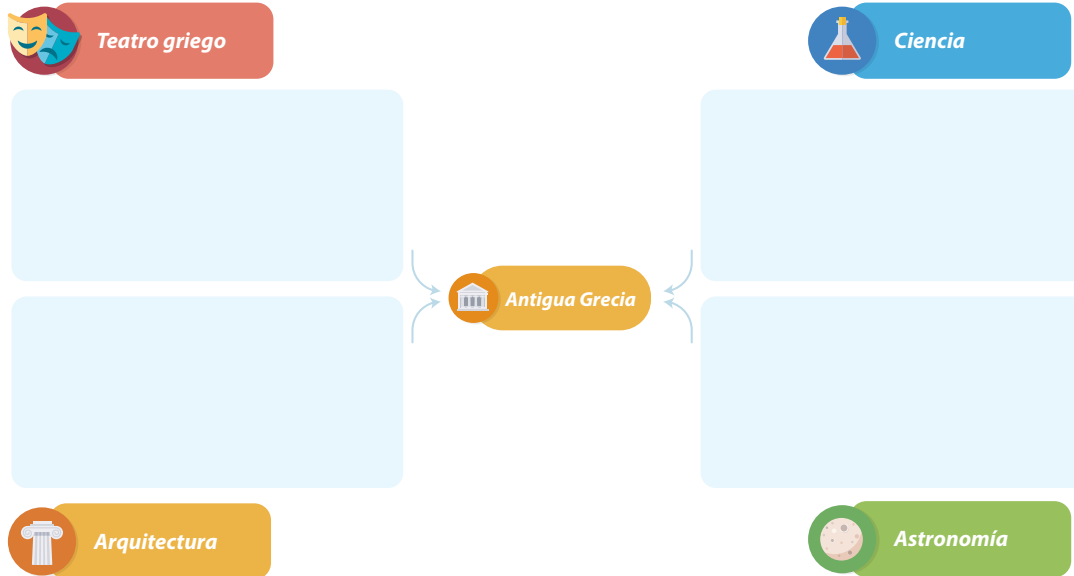 Teatro griego
Ciencia
Antigua Grecia
Arquitectura
Astronomía